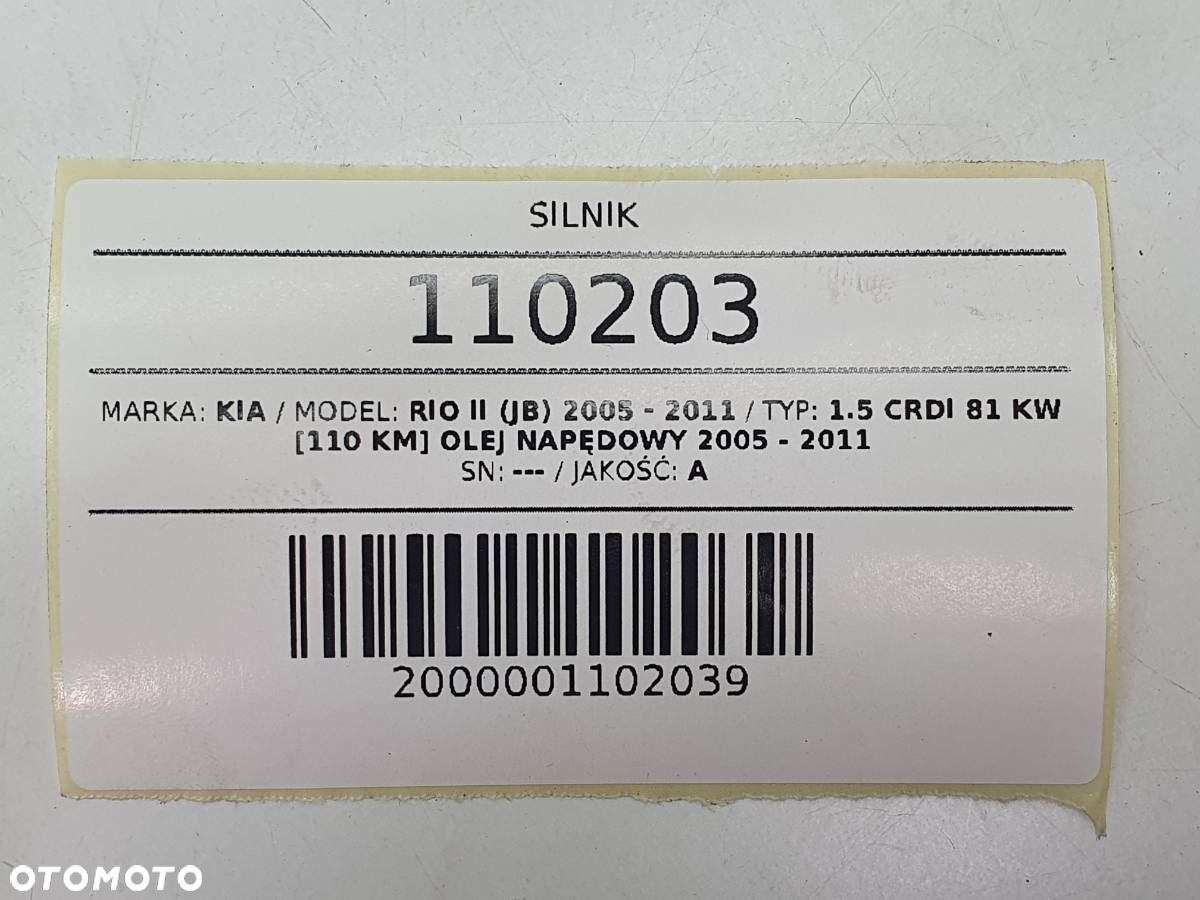 SILNIK
110203
MARKA: KIA / MODEL: RIO II (JB) 2005 - 2011 / TYP: 1.5 CRDI 81 KW
[110 KM] OLEJ NAPĘDOWY 2005 - 2011
SN: --- / JAKOŚĆ: A
2000001102039
OTOMOTO